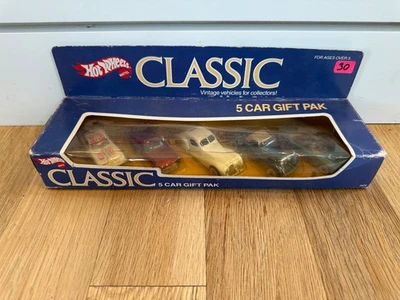 Hot Wheels
CLASSIC
Vintage vehicles for collectors!
FOR AGES OVER 3
30
5 CAR GIFT PAK
Hot Wheels
CLASSIC 5 CAR GIFT PAK